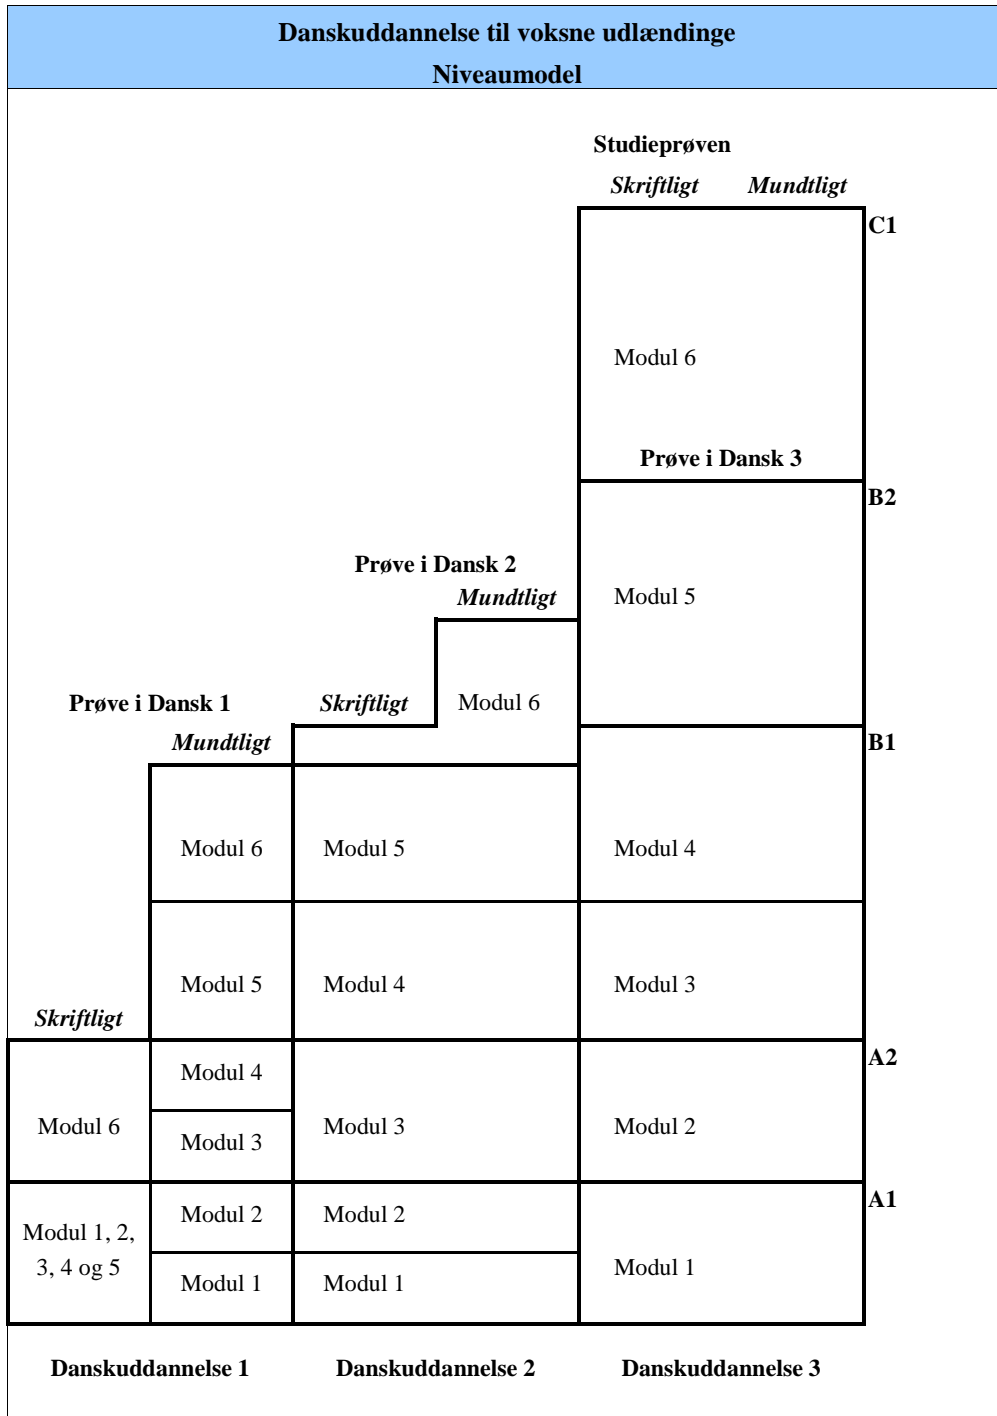 Danskuddannelse til voksne udlændinge
Niveaumodel
Studieprøven
Skriftligt Mundtligt
C1
Modul 6
Prøve i Dansk 3
B2
Prøve i Dansk 2
Mundtligt
Modul 5
Prøve i Dansk 1
Skriftligt
Modul 6
Mundtligt
B1
Modul 6
Modul 5
Modul 4
Modul 5
Modul 4
Modul 3
Skriftligt
A2
Modul 4
Modul 6
Modul 3
Modul 3
Modul 2
A1
Modul 2
Modul 2
Modul 1, 2,
3, 4 og 5
Modul 1
Modul 1
Modul 1
Danskuddannelse 1
Danskuddannelse 2
Danskuddannelse 3